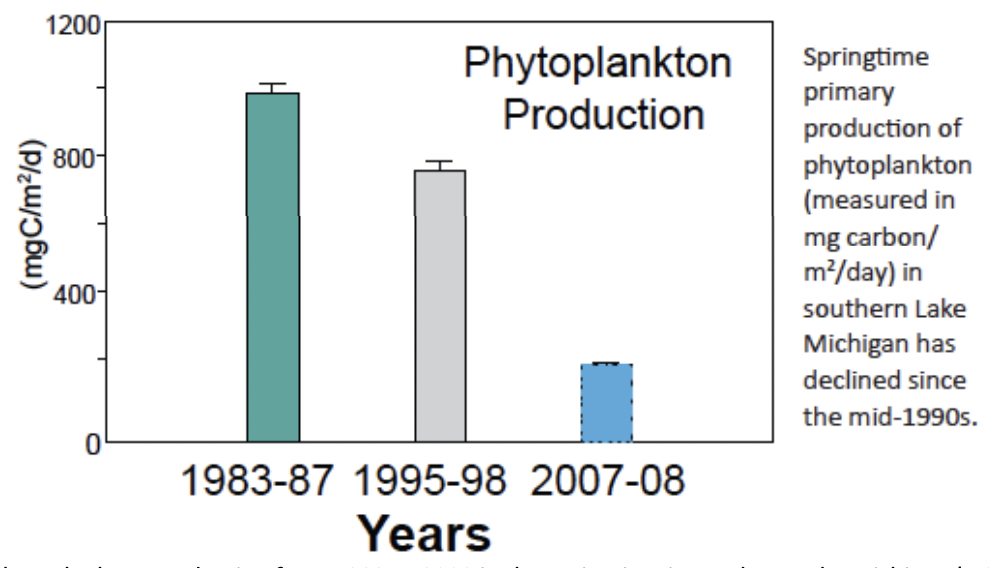 1200
Phytoplankton
Production
800
400
0
(mgC/m²/d)
1983-87 1995-98 2007-08
Years
Springtime
primary
production of
phytoplankton
(measured in
mg carbon/
m²/day) in
southern Lake
Michigan has
declined since
the mid-1990s.